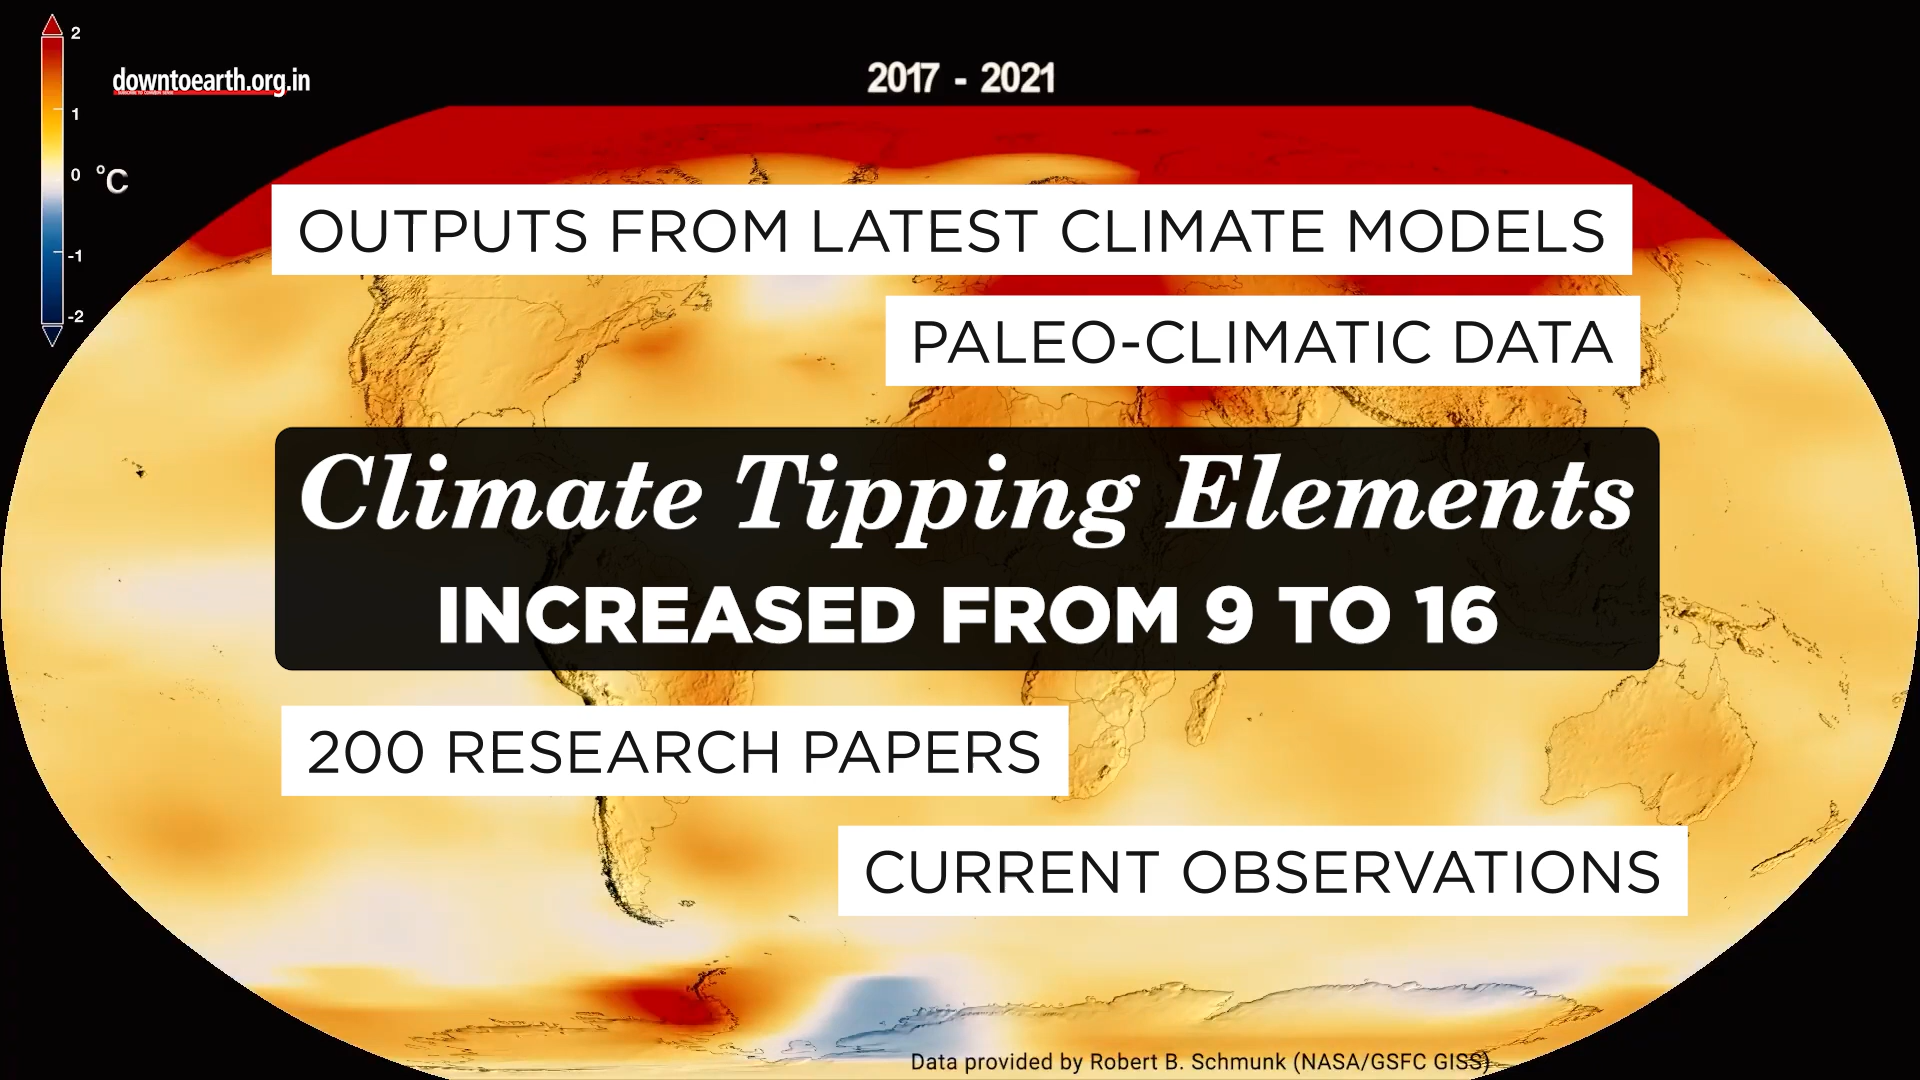 2
downtoearth.org.in
2017 - 2021
1
0 °C
-1
-2
OUTPUTS FROM LATEST CLIMATE MODELS
PALEO-CLIMATIC DATA
Climate Tipping Elements
INCREASED FROM 9 TO 16
200 RESEARCH PAPERS
CURRENT OBSERVATIONS
Data provided by Robert B. Schmunk (NASA/GSFC GISS)